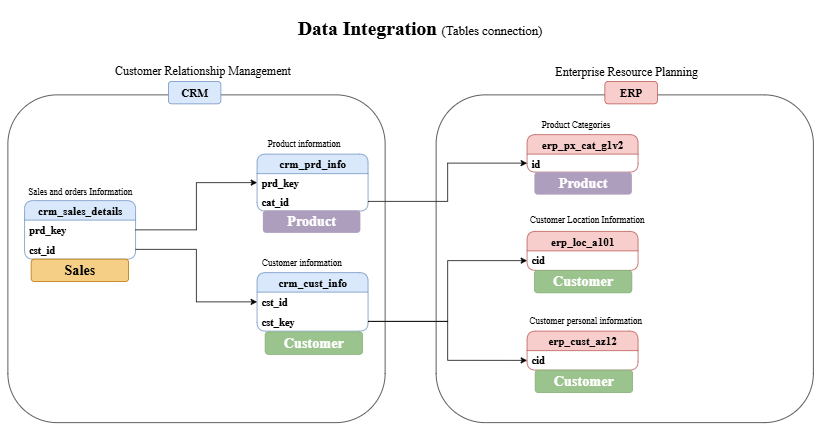 Data Integration (Tables connection)
Customer Relationship Management
CRM
Sales and orders Information
crm_sales_details
prd_key
cst_id
Sales
Product information
crm_prd_info
prd_key
cat_id
Product
Customer information
crm_cust_info
cst_id
cst_key
Customer
Enterprise Resource Planning
ERP
Product Categories
erp_px_cat_g1v2
id
Product
Customer Location Information
erp_loc_a101
cid
Customer
Customer personal information
erp_cust_az12
cid
Customer